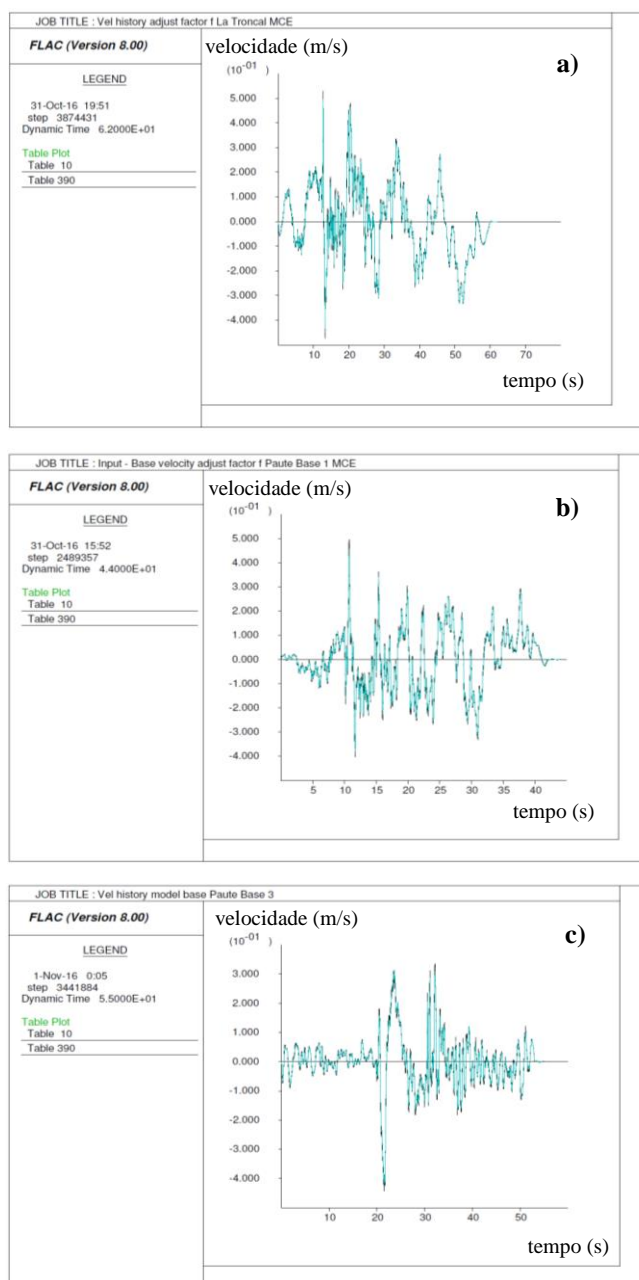 JOB TITLE : Vel history adjust factor f La Troncal MCE
FLAC (Version 8.00)
LEGEND
31-Oct-16 19:51
step 3874431
Dynamic Time 6.2000E+01
Table Plot
Table 10
Table 390
velocidade (m/s)
a)
(10-01 )
5.000
4.000
3.000
2.000
1.000
0.000
-1.000
-2.000
-3.000
-4.000
10 20 30 40 50 60 70
tempo (s)
JOB TITLE : Input - Base velocity adjust factor f Paute Base 1 MCE
FLAC (Version 8.00)
LEGEND
31-Oct-16 15:52
step 2489357
Dynamic Time 4.4000E+01
Table Plot
Table 10
Table 390
velocidade (m/s)
b)
(10-01 )
5.000
4.000
3.000
2.000
1.000
0.000
-1.000
-2.000
-3.000
-4.000
5 10 15 20 25 30 35 40
tempo (s)
JOB TITLE : Vel history model base Paute Base 3
FLAC (Version 8.00)
LEGEND
1-Nov-16 0:05
step 3441884
Dynamic Time 5.5000E+01
Table Plot
Table 10
Table 390
velocidade (m/s)
c)
(10-01 )
3.000
2.000
1.000
0.000
-1.000
-2.000
-3.000
-4.000
10 20 30 40 50
tempo (s)